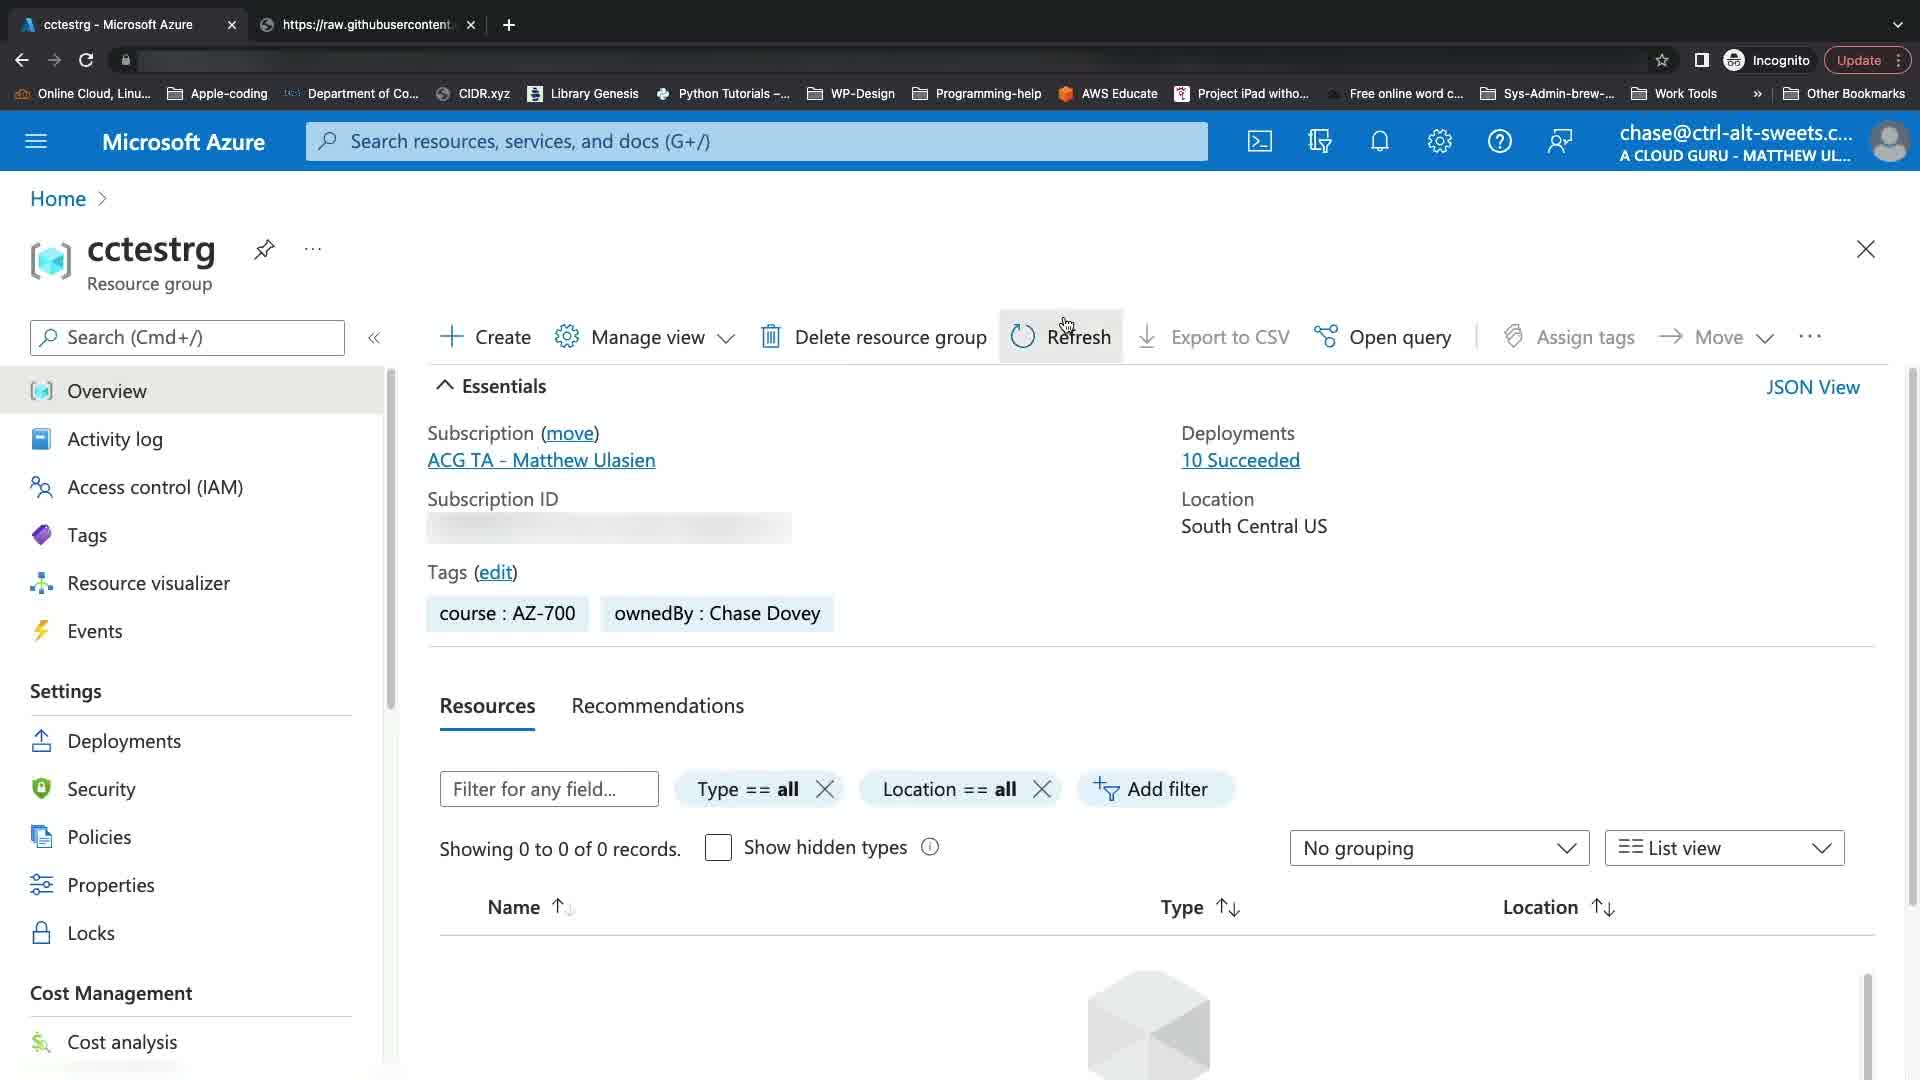 cctestrg - Microsoft Azure
https://raw.githubusercontent.
Incognito
Update
Online Cloud, Linu...
Apple-coding
Department of Co...
CIDR.xyz
Library Genesis
Python Tutorials –...
WP-Design
Programming-help
AWS Educate
Project iPad witho...
Free online word c...
Sys-Admin-brew-...
Work Tools
»
Other Bookmarks
Microsoft Azure
Search resources, services, and docs (G+/)
chase@ctrl-alt-sweets.c...
A CLOUD GURU - MATTHEW UL...
Home >
cctestrg
...
Resource group
Search (Cmd+/)
«
Create
Manage view
Delete resource group
Refresh
Export to CSV
Open query
Assign tags
Move
...
Overview
Activity log
Access control (IAM)
Tags
Resource visualizer
Events
Settings
Deployments
Security
Policies
Properties
Locks
Cost Management
Cost analysis
Essentials
JSON View
Subscription (move)
ACG TA - Matthew Ulasien
Subscription ID
Deployments
10 Succeeded
Location
South Central US
Tags (edit)
course : AZ-700
ownedBy : Chase Dovey
Resources
Recommendations
Filter for any field...
Type == all
Location == all
Add filter
Showing 0 to 0 of 0 records.
Show hidden types
No grouping
List view
Name ↑↓
Type ↑↓
Location ↑↓